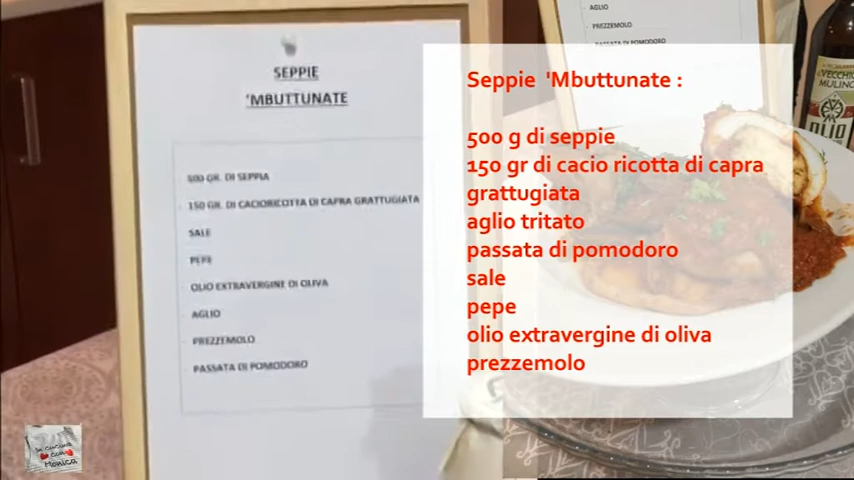 SEPPIE
'MBUTTUNATE
500 GR. DI SEPPIA
150 GR. DI CACIORICOTTA DI CAPRA GRATTUGIATA
SALE
PEPE
OLIO EXTRAVERGINE DI OLIVA
AGLIO
PREZZEMOLO
PASSATA DI POMODORO
Seppie 'Mbuttunate :
500 g di seppie
150 gr di cacio ricotta di capra
grattugiata
aglio tritato
passata di pomodoro
sale
pepe
olio extravergine di oliva
prezzemolo
AGLIO
PREZZEMOLO
PASSATA DI POMODORO
VECCHIO
MULINO
OLIO
In cucina
con
Monica